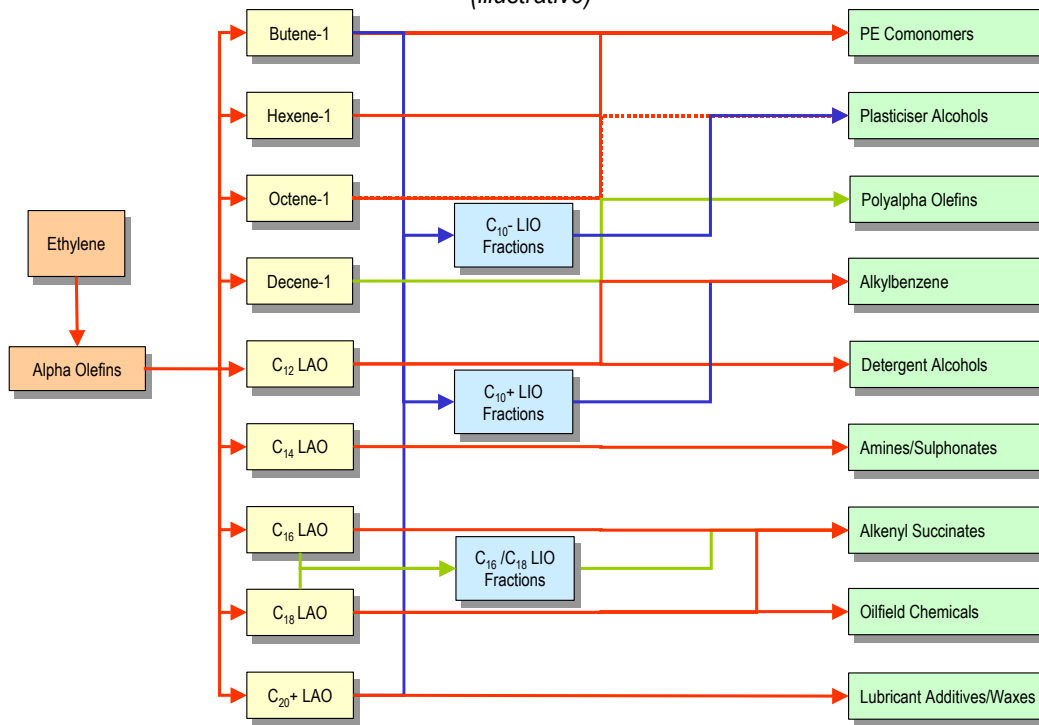 (illustrative)
Butene-1
PE Comonomers
Hexene-1
Plasticiser Alcohols
Octene-1
Polyalpha Olefins
Ethylene
C₁₀- LIO
Fractions
Decene-1
Alkylbenzene
Alpha Olefins
C₁₂ LAO
Detergent Alcohols
C₁₀+ LIO
Fractions
C₁₄ LAO
Amines/Sulphonates
C₁₆ LAO
Alkenyl Succinates
C₁₆ /C₁₈ LIO
Fractions
C₁₈ LAO
Oilfield Chemicals
C₂₀+ LAO
Lubricant Additives/Waxes